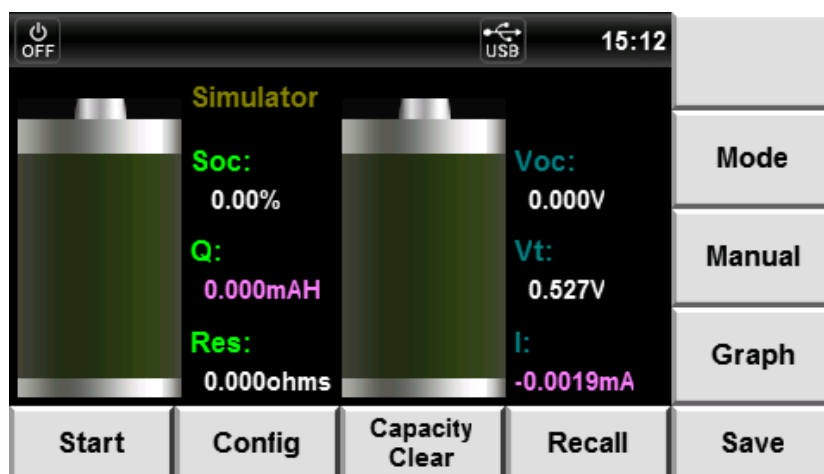 OFF
USB
15:12
Simulator
Soc:
0.00%
Q:
0.000mAH
Res:
0.000ohms
Voc:
0.000V
Vt:
0.527V
I:
-0.0019mA
Mode
Manual
Graph
Start
Config
Capacity
Clear
Recall
Save